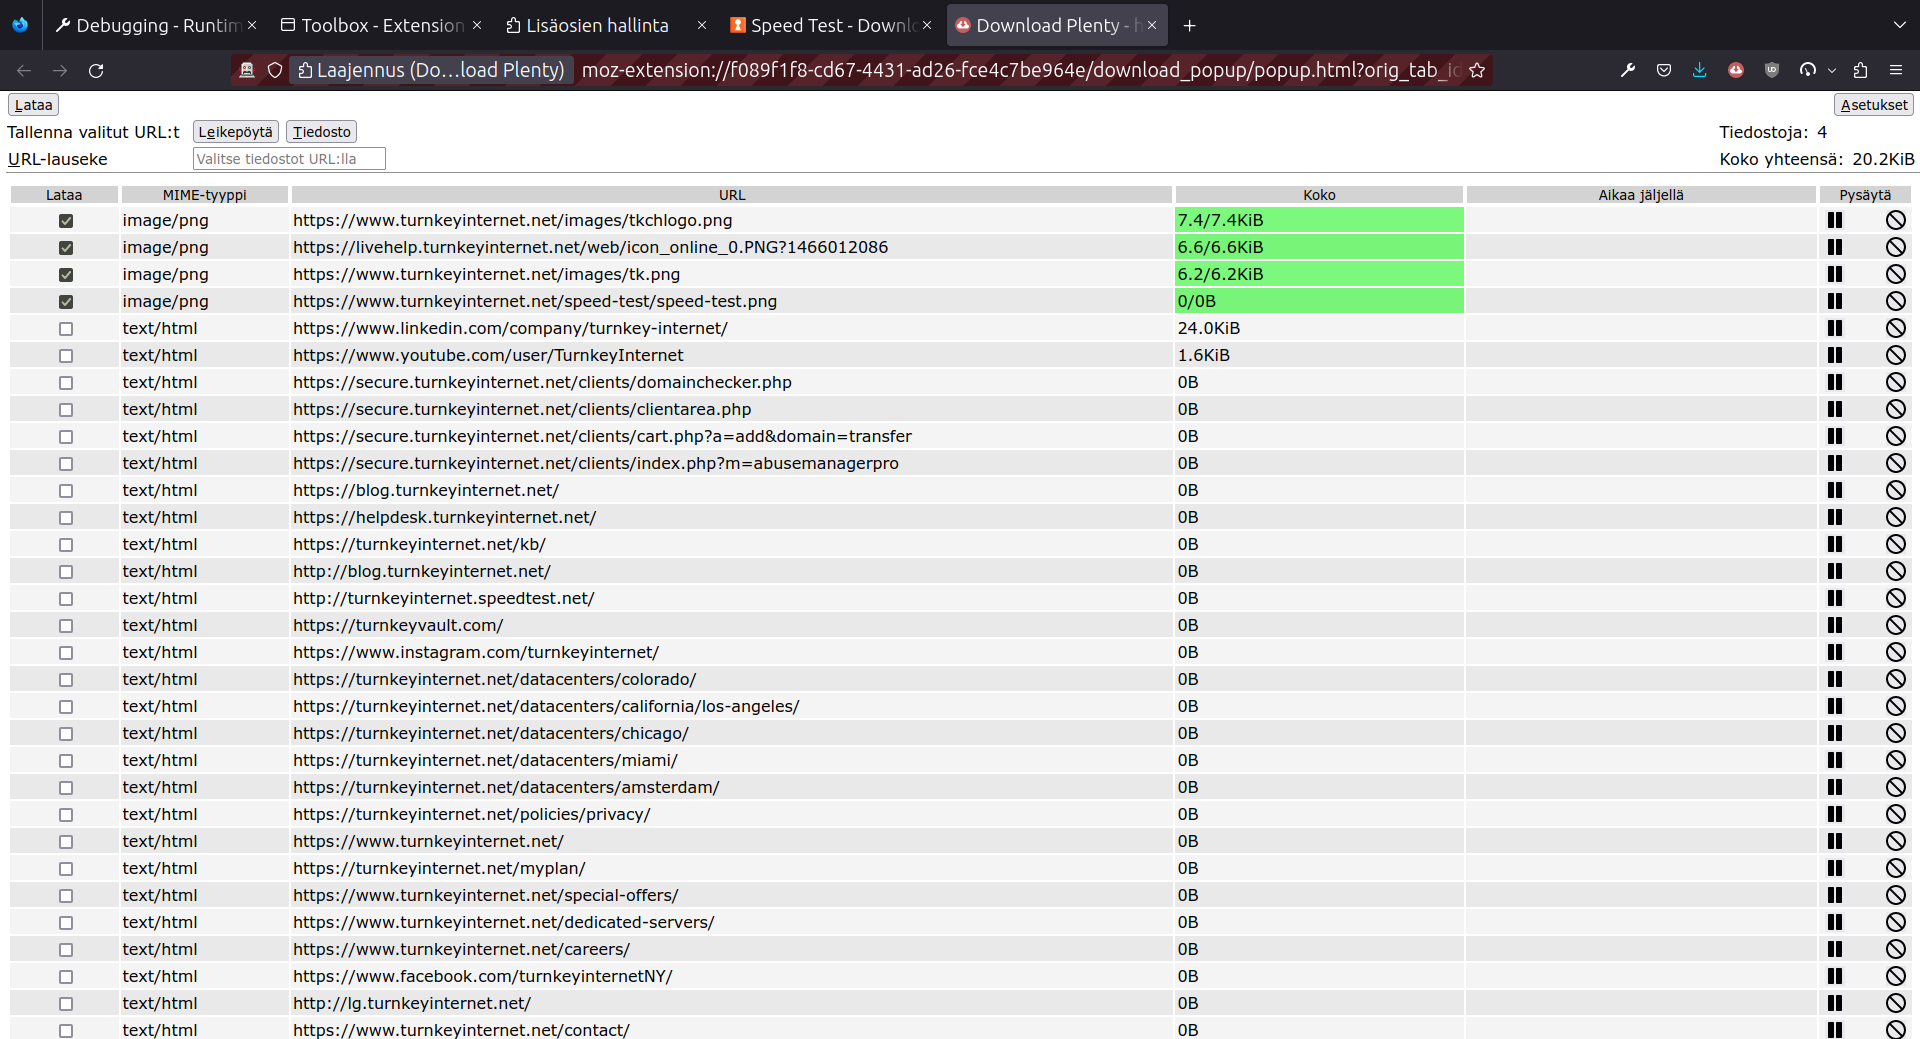 Debugging - Runtim
Toolbox - Extension
Lisäosien hallinta
Speed Test - Downlo
Download Plenty - h
Laajennus (Do…load Plenty)
moz-extension://f089f1f8-cd67-4431-ad26-fce4c7be964e/download_popup/popup.html?orig_tab_id
Lataa
Asetukset
Tallenna valitut URL:t Leikepöytä Tiedosto
Tiedostoja: 4
URL-lauseke Valitse tiedostot URL:lla
Koko yhteensä: 20.2KiB
Lataa MIME-tyyppi URL Koko Aikaa jäljellä Pysäytä
image/png https://www.turnkeyinternet.net/images/tkchlogo.png 7.4/7.4KiB
image/png https://livehelp.turnkeyinternet.net/web/icon_online_0.PNG?1466012086 6.6/6.6KiB
image/png https://www.turnkeyinternet.net/images/tk.png 6.2/6.2KiB
image/png https://www.turnkeyinternet.net/speed-test/speed-test.png 0/0B
text/html https://www.linkedin.com/company/turnkey-internet/ 24.0KiB
text/html https://www.youtube.com/user/TurnkeyInternet 1.6KiB
text/html https://secure.turnkeyinternet.net/clients/domainchecker.php 0B
text/html https://secure.turnkeyinternet.net/clients/clientarea.php 0B
text/html https://secure.turnkeyinternet.net/clients/cart.php?a=add&domain=transfer 0B
text/html https://secure.turnkeyinternet.net/clients/index.php?m=abusemanagerpro 0B
text/html https://blog.turnkeyinternet.net/ 0B
text/html https://helpdesk.turnkeyinternet.net/ 0B
text/html https://turnkeyinternet.net/kb/ 0B
text/html http://blog.turnkeyinternet.net/ 0B
text/html http://turnkeyinternet.speedtest.net/ 0B
text/html https://turnkeyvault.com/ 0B
text/html https://www.instagram.com/turnkeyinternet/ 0B
text/html https://turnkeyinternet.net/datacenters/colorado/ 0B
text/html https://turnkeyinternet.net/datacenters/california/los-angeles/ 0B
text/html https://turnkeyinternet.net/datacenters/chicago/ 0B
text/html https://turnkeyinternet.net/datacenters/miami/ 0B
text/html https://turnkeyinternet.net/datacenters/amsterdam/ 0B
text/html https://turnkeyinternet.net/policies/privacy/ 0B
text/html https://www.turnkeyinternet.net/ 0B
text/html https://turnkeyinternet.net/myplan/ 0B
text/html https://www.turnkeyinternet.net/special-offers/ 0B
text/html https://www.turnkeyinternet.net/dedicated-servers/ 0B
text/html https://www.turnkeyinternet.net/careers/ 0B
text/html https://www.facebook.com/turnkeyinternetNY/ 0B
text/html http://lg.turnkeyinternet.net/ 0B
text/html https://www.turnkeyinternet.net/contact/ 0B